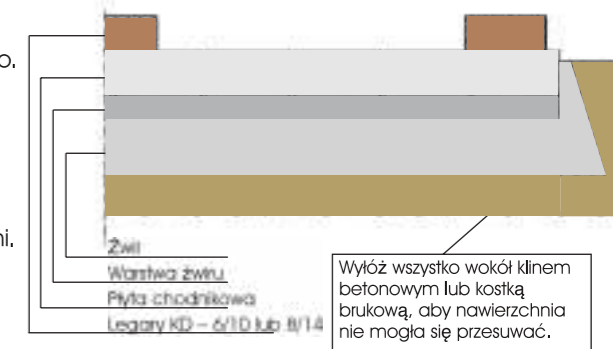 o.
ni.
Żwir
Warstwa żwiru
Płyta chodnikowa
Legary KD – 6/10 lub 8/14
Wyłóż wszystko wokół klinem
betonowym lub kostką
brukową, aby nawierzchnia
nie mogła się przesuwać.